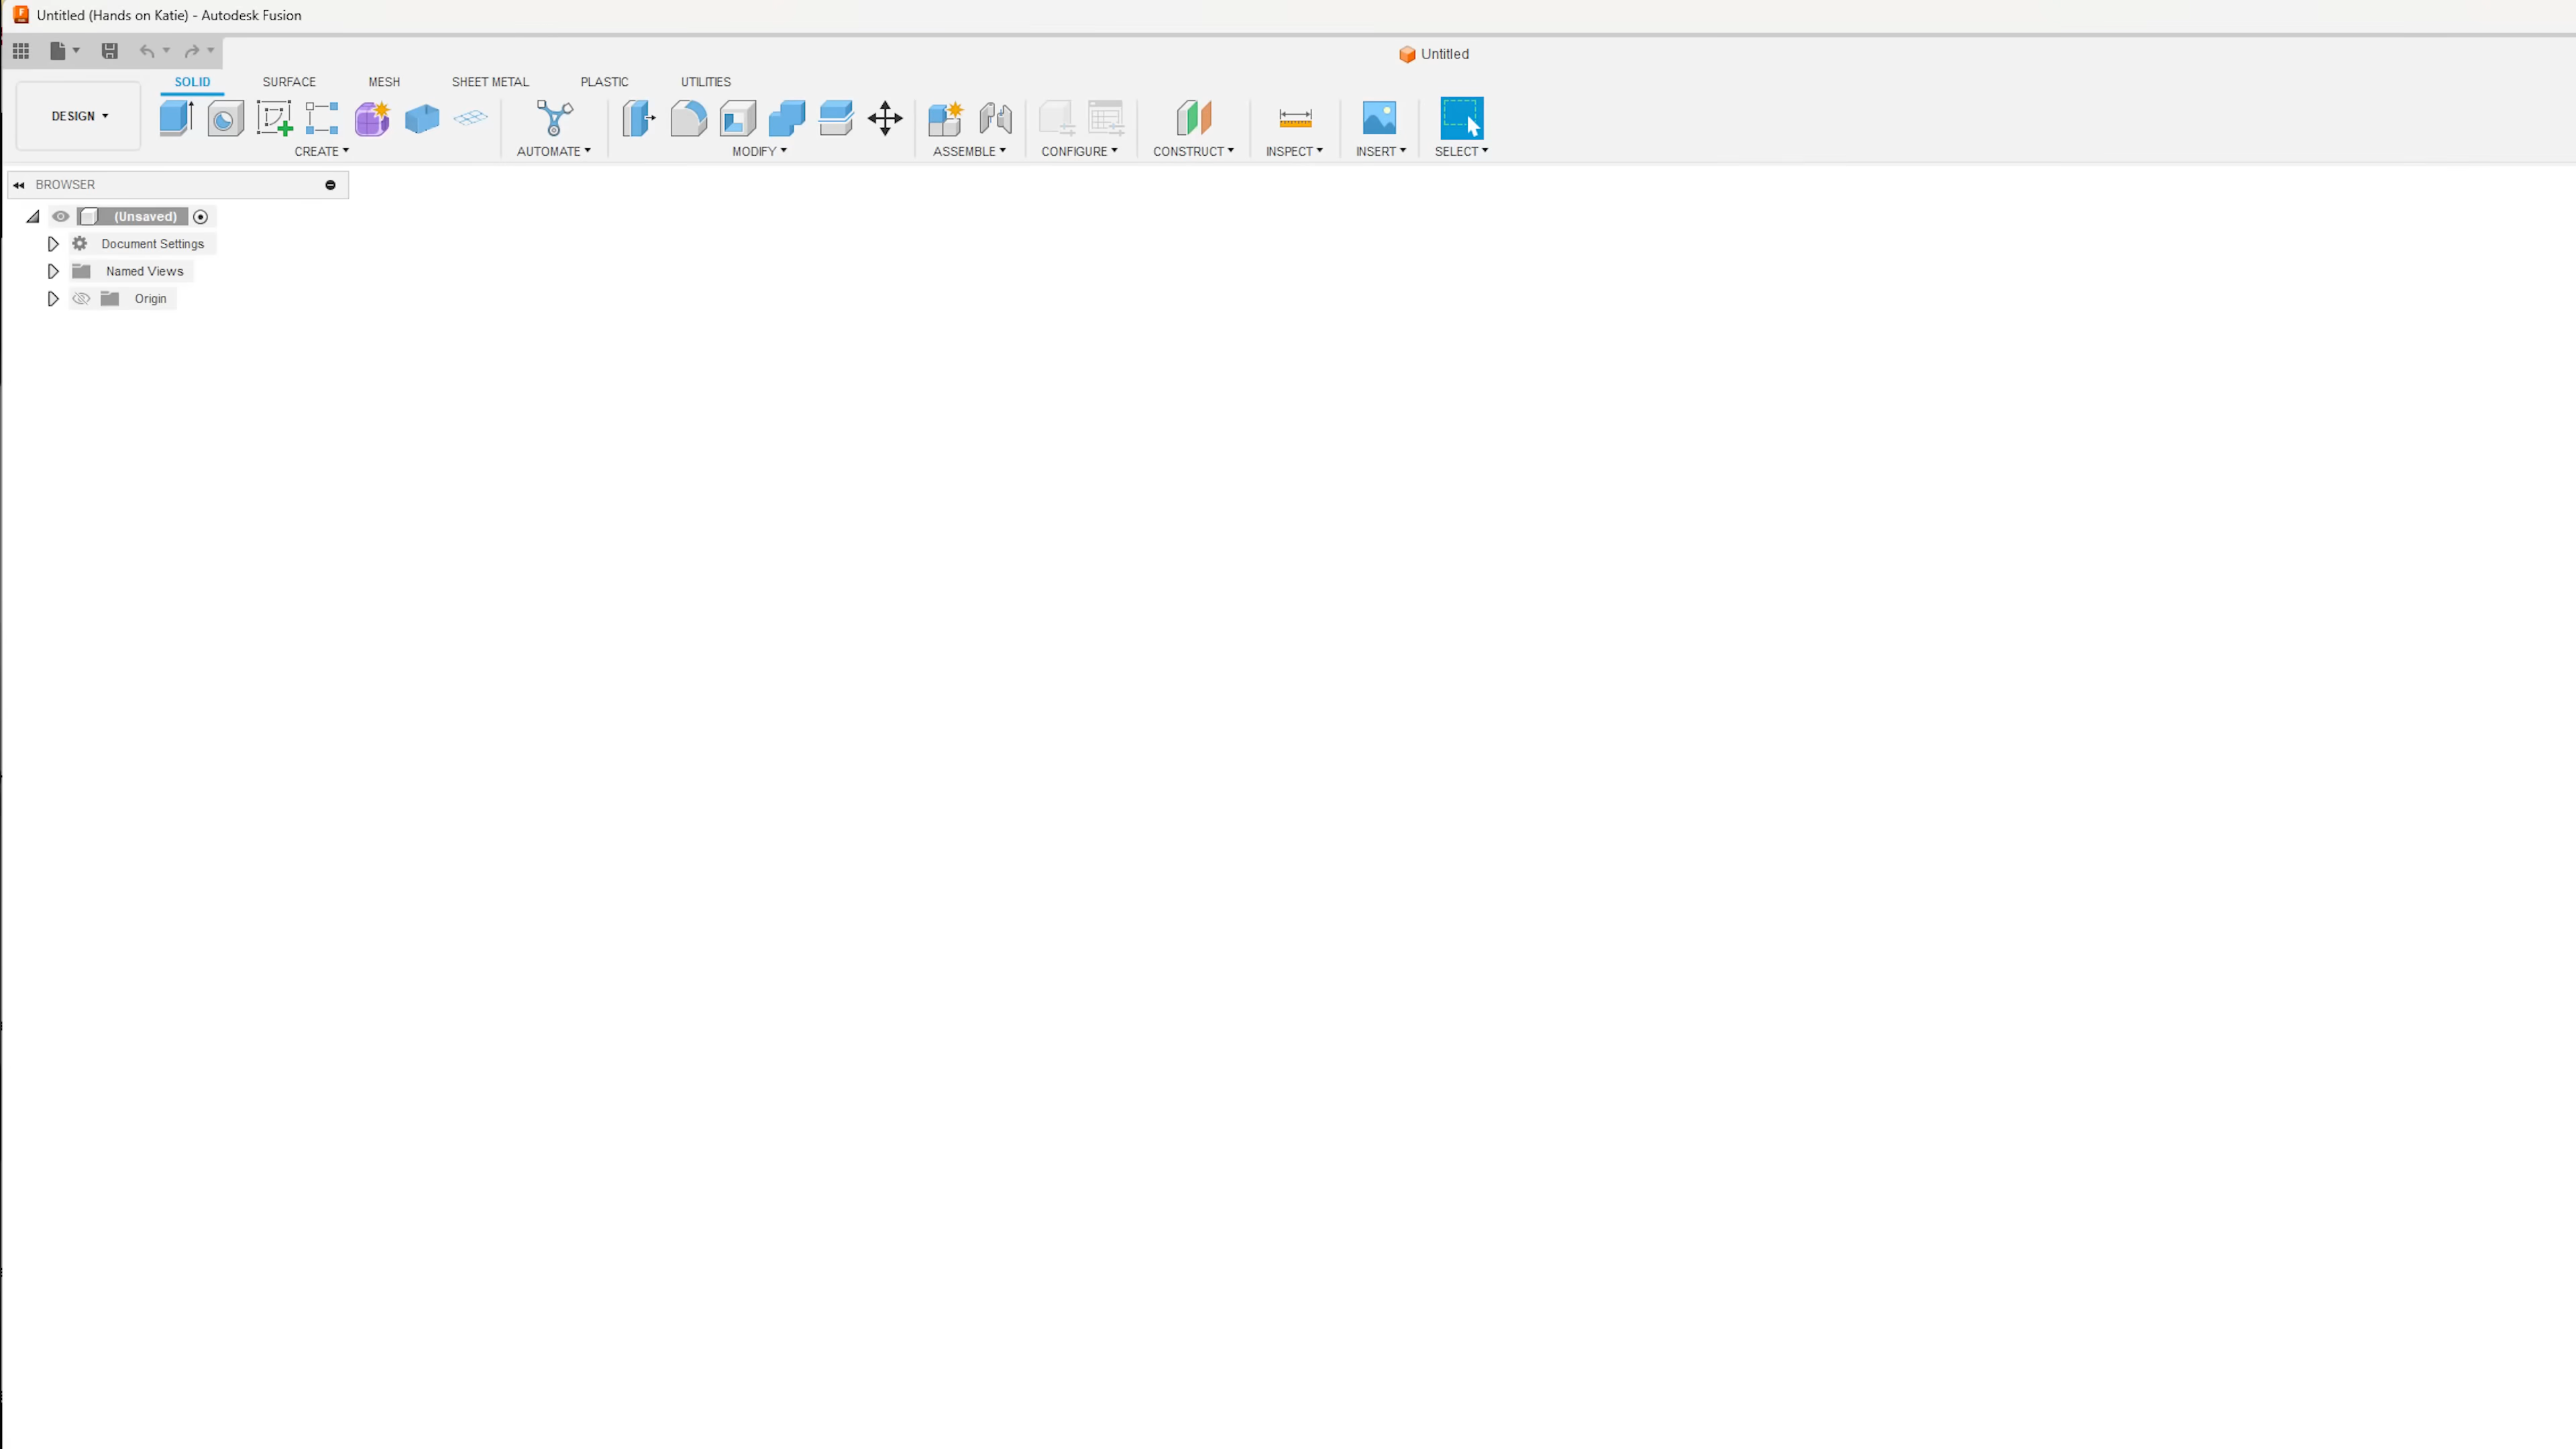 Untitled (Hands on Katie) - Autodesk Fusion
Untitled
DESIGN
SOLID SURFACE MESH SHEET METAL PLASTIC UTILITIES
CREATE AUTOMATE MODIFY ASSEMBLE CONFIGURE CONSTRUCT INSPECT INSERT SELECT
BROWSER
(Unsaved)
Document Settings
Named Views
Origin